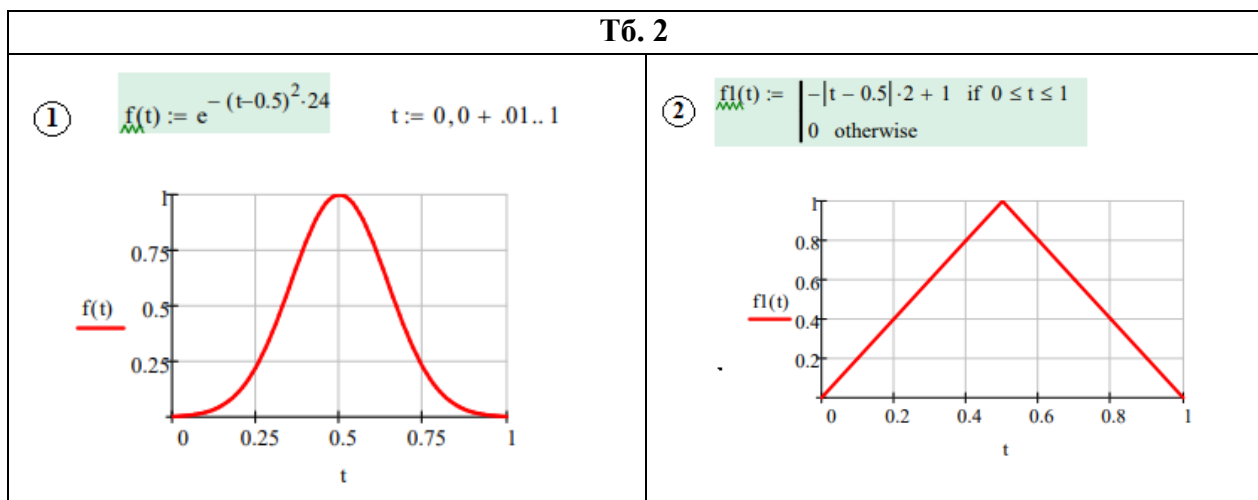 Тб. 2
1
f(t) := e^{-(t-0.5)^2·24}
t := 0, 0 + .01.. 1
1
0.75
0.5
0.25
f(t)
0 0.25 0.5 0.75 1
t
2
f1(t) := |-|t - 0.5|·2 + 1 if 0 ≤ t ≤ 1
0 otherwise
1
0.8
0.6
0.4
0.2
f1(t)
0 0.2 0.4 0.6 0.8 1
t